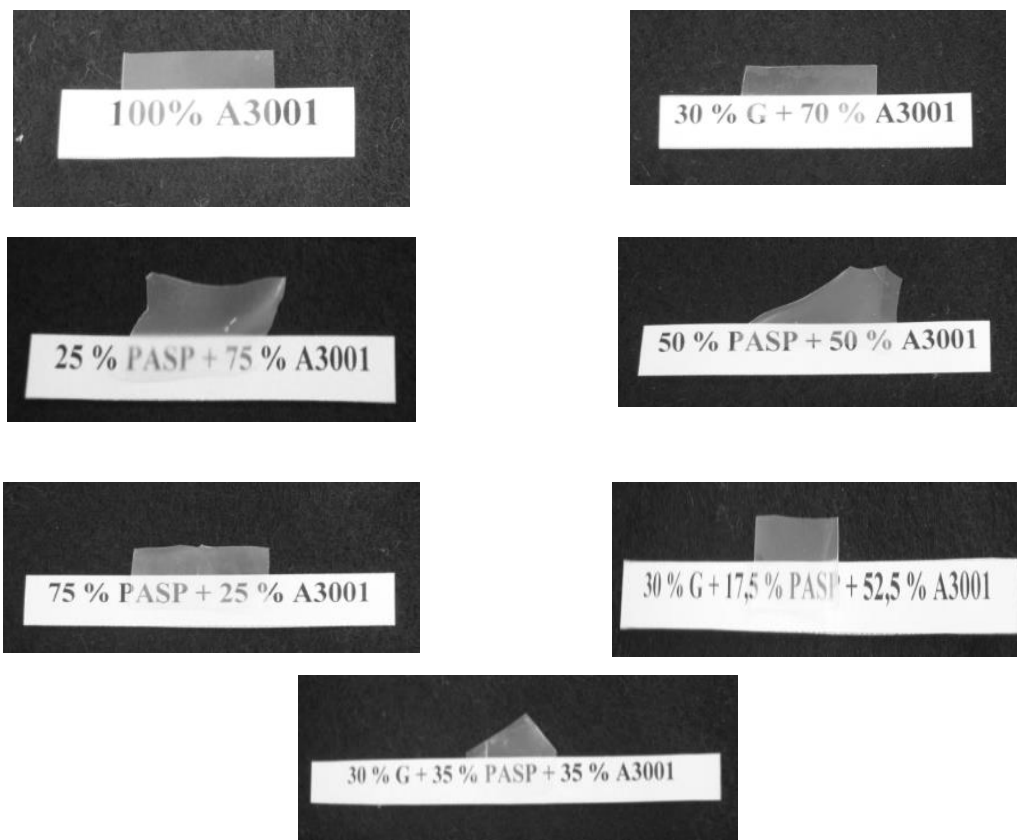 100% A3001
30 % G + 70 % A3001
25 % PASP + 75 % A3001
50 % PASP + 50 % A3001
75 % PASP + 25 % A3001
30 % G + 17,5 % PASP + 52,5 % A3001
30 % G + 35 % PASP + 35 % A3001